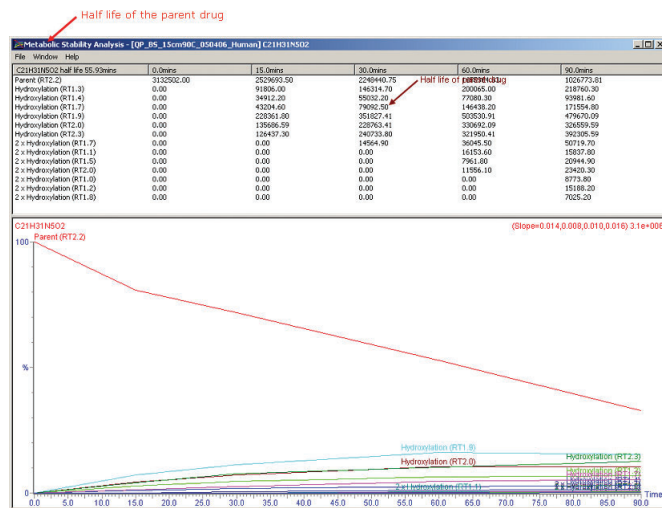 Half life of the parent drug
Metabolic Stability Analysis - [QP_BS_15cm90C_050406_Human] C21H31N5O2
File Window Help
C21H31N5O2 half life 55.93mins 0.0mins 15.0mins 30.0mins 60.0mins 90.0mins
Parent (RT2.2) 3132502.00 2529693.50 2248440.75 1026773.81
Hydroxylation (RT1.3) 0.00 91806.00 146314.70 200065.00 218760.30
Half life of parent drug
Hydroxylation (RT1.4) 0.00 34912.20 55032.20 77080.30 93981.60
Hydroxylation (RT1.7) 0.00 43204.60 79092.50 146438.20 171554.80
Hydroxylation (RT1.9) 0.00 228361.80 351827.41 503530.91 479670.09
Hydroxylation (RT2.0) 0.00 135686.59 228763.41 330692.09 326559.59
Hydroxylation (RT2.3) 0.00 126437.30 240733.80 321950.41 392305.59
2 x Hydroxylation (RT1.7) 0.00 0.00 14564.90 36045.50 50719.70
2 x Hydroxylation (RT1.1) 0.00 0.00 0.00 16153.60 15837.80
2 x Hydroxylation (RT1.5) 0.00 0.00 0.00 7961.80 20944.90
2 x Hydroxylation (RT2.0) 0.00 0.00 0.00 11556.10 23420.30
2 x Hydroxylation (RT1.0) 0.00 0.00 0.00 0.00 8773.80
2 x Hydroxylation (RT1.2) 0.00 0.00 0.00 0.00 15188.20
2 x Hydroxylation (RT1.8) 0.00 0.00 0.00 0.00 7025.20
C21H31N5O2 (Slope=0.014,0.008,0.010,0.016) 3.1e+006
Parent (RT2.2)
100
%
Hydroxylation (RT1.9)
Hydroxylation (RT2.3)
Hydroxylation (RT2.0)
2 x Hydroxylation (RT1.1)
0
Time
0.0 5.0 10.0 15.0 20.0 25.0 30.0 35.0 40.0 45.0 50.0 55.0 60.0 65.0 70.0 75.0 80.0 85.0 90.0